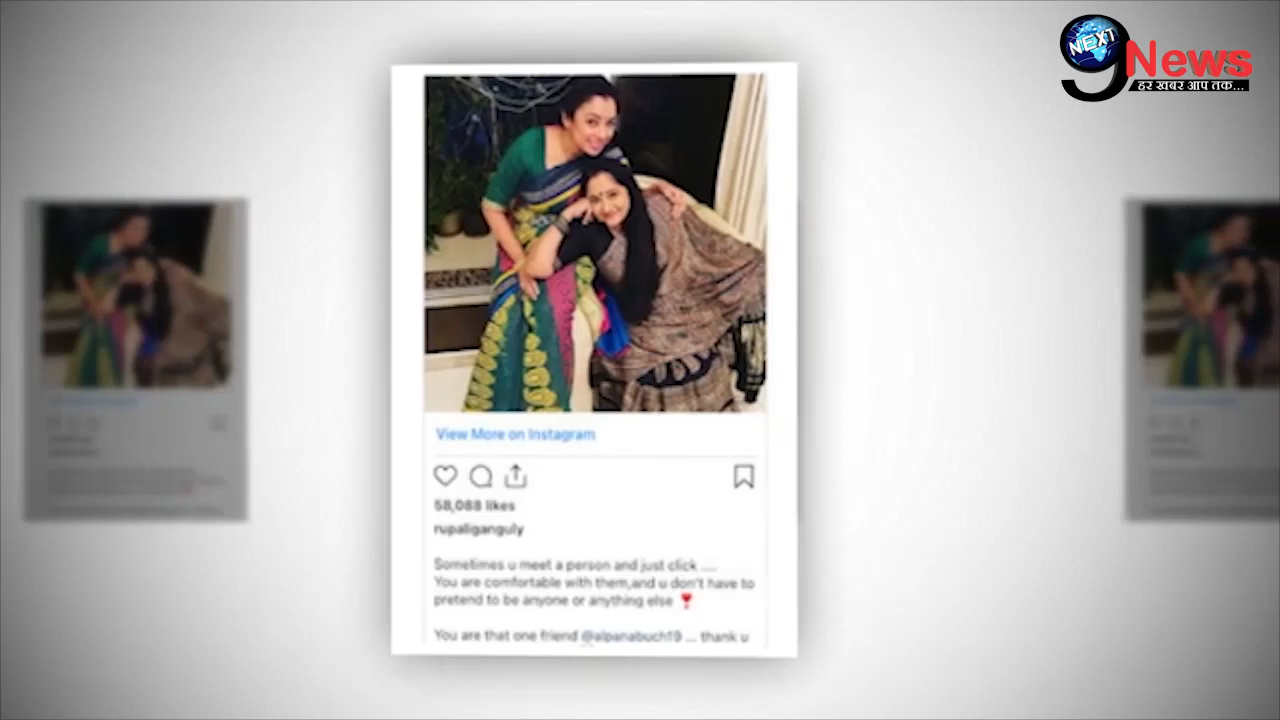 NEXT
9 News
हर खबर आप तक...
View More on Instagram
58,088 likes
rupaliganguly
Sometimes u meet a person and just click ....
You are comfortable with them,and u don't have to
pretend to be anyone or anything else ❣️
You are that one friend @alpanabuch19 ... thank u